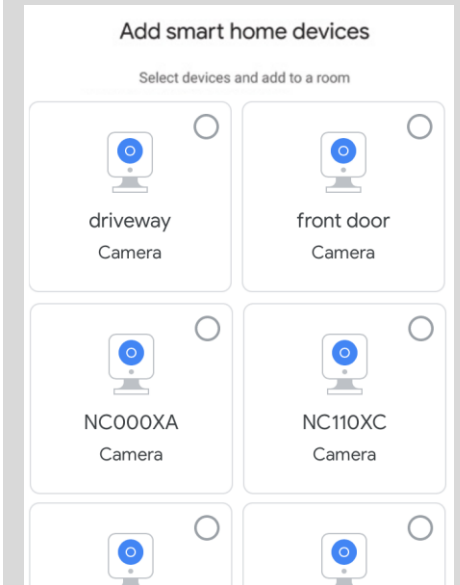 Add smart home devices
Select devices and add to a room
driveway
Camera
front door
Camera
NC000XA
Camera
NC110XC
Camera